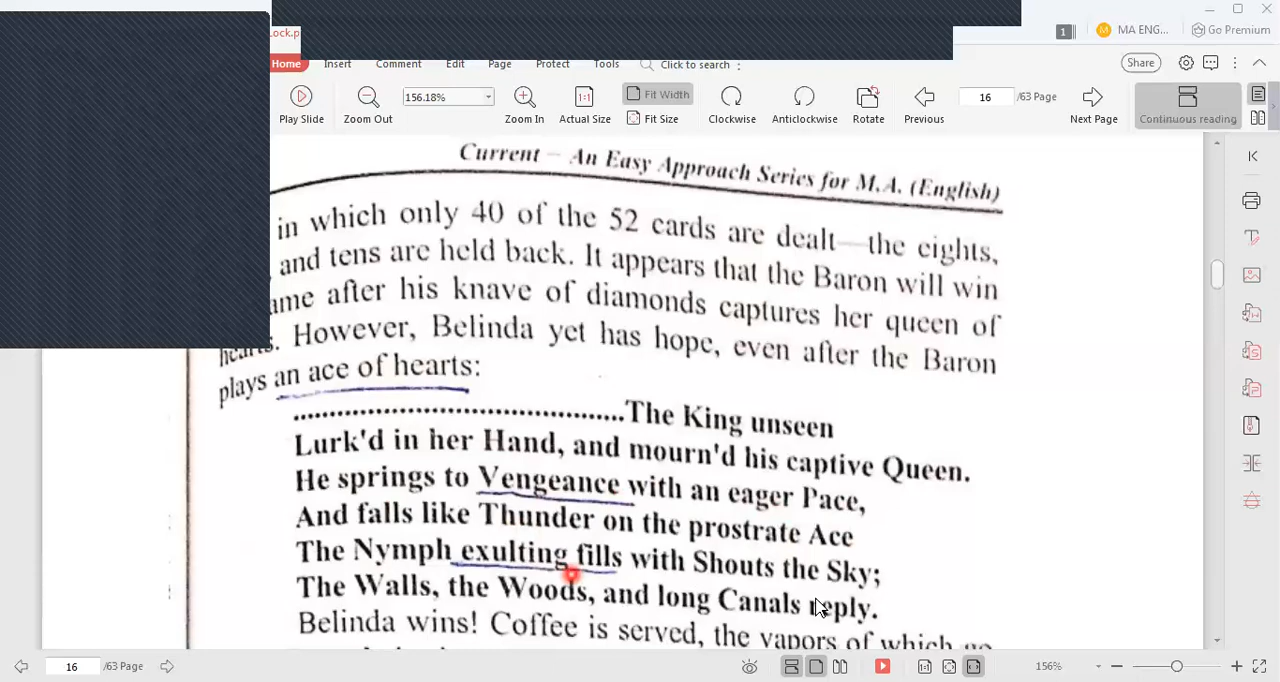 ock.p
1
MA ENG...
Go Premium
Home Insert Comment Edit Page Protect Tools Click to search :
Share
156.18% Fit Width 16 /63 Page
Play Slide Zoom Out Zoom In Actual Size Fit Size Clockwise Anticlockwise Rotate Previous Next Page Continuous reading
Current – An Easy Approach Series for M.A. (English)
in which only 40 of the 52 cards are dealt—the eights,
and tens are held back. It appears that the Baron will win
ame after his knave of diamonds captures her queen of
hearts. However, Belinda yet has hope, even after the Baron
plays an ace of hearts:
.............................................The King unseen
Lurk'd in her Hand, and mourn'd his captive Queen.
He springs to Vengeance with an eager Pace,
And falls like Thunder on the prostrate Ace
The Nymph exulting fills with Shouts the Sky;
The Walls, the Woods, and long Canals reply.
Belinda wins! Coffee is served, the vapors of which go
16 /63 Page 156%